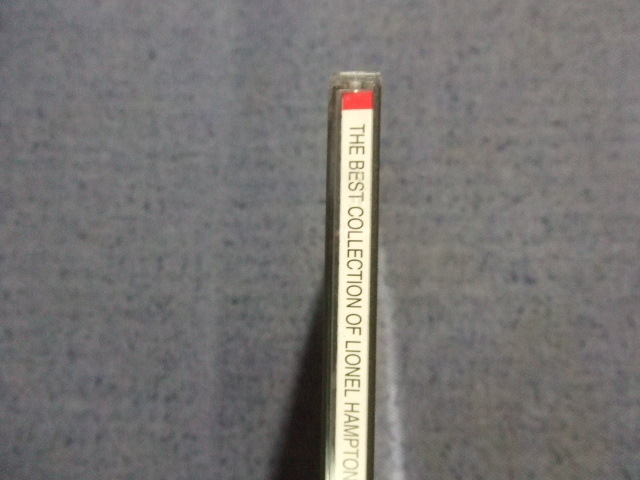 THE BEST COLLECTION OF LIONEL HAMPTON